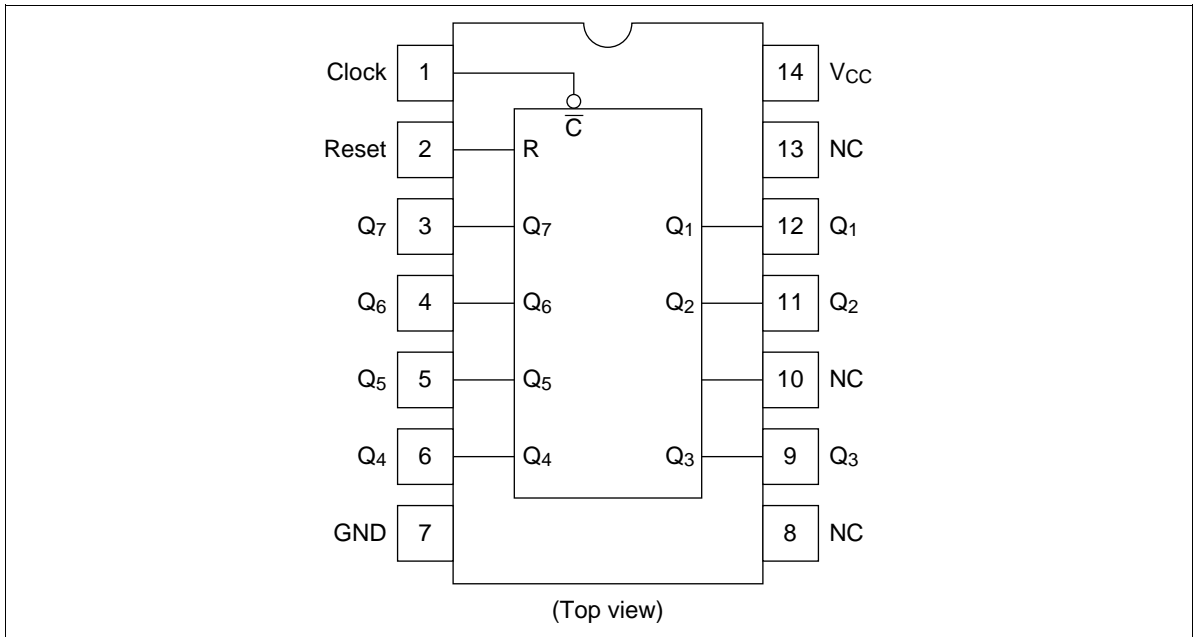 Clock 1 14 VCC
C̅
Reset 2 R 13 NC
Q7 3 Q7 Q1 12 Q1
Q6 4 Q6 Q2 11 Q2
Q5 5 Q5 10 NC
Q4 6 Q4 Q3 9 Q3
GND 7 8 NC
(Top view)